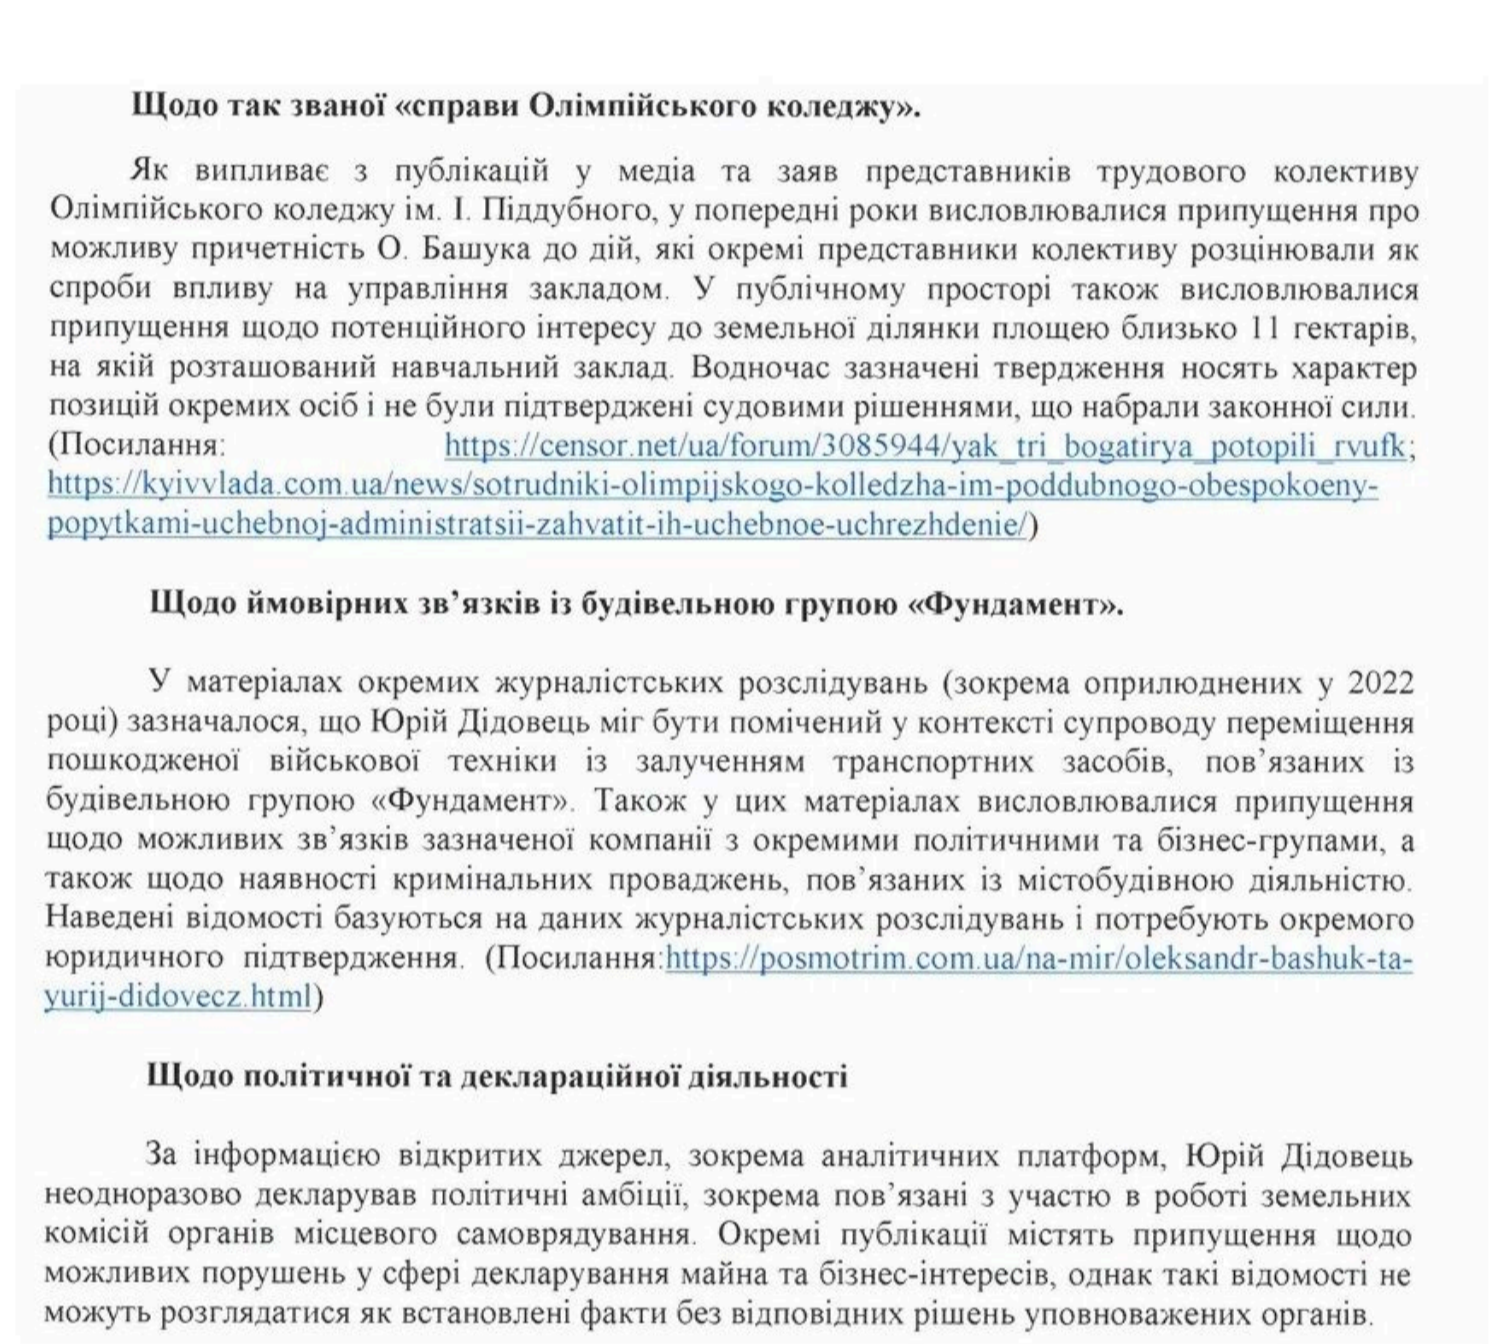 Щодо так званої «справи Олімпійського коледжу».
Як випливає з публікацій у медіа та заяв представників трудового колективу
Олімпійського коледжу ім. І. Піддубного, у попередні роки висловлювалися припущення про
можливу причетність О. Башука до дій, які окремі представники колективу розцінювали як
спроби впливу на управління закладом. У публічному просторі також висловлювалися
припущення щодо потенційного інтересу до земельної ділянки площею близько 11 гектарів,
на якій розташований навчальний заклад. Водночас зазначені твердження носять характер
позицій окремих осіб і не були підтверджені судовими рішеннями, що набрали законної сили.
(Посилання: https://censor.net/ua/forum/3085944/yak_tri_bogatirya_potopili_rvufk;
https://kyivvlada.com.ua/news/sotrudniki-olimpijskogo-kolledzha-im-poddubnogo-obespokoeny-
popytkami-uchebnoj-administratsii-zahvatit-ih-uchebnoe-uchrezhdenie/)
Щодо ймовірних зв’язків із будівельною групою «Фундамент».
У матеріалах окремих журналістських розслідувань (зокрема оприлюднених у 2022
році) зазначалося, що Юрій Дідовець міг бути помічений у контексті супроводу переміщення
пошкодженої військової техніки із залученням транспортних засобів, пов’язаних із
будівельною групою «Фундамент». Також у цих матеріалах висловлювалися припущення
щодо можливих зв’язків зазначеної компанії з окремими політичними та бізнес-групами, а
також щодо наявності кримінальних проваджень, пов’язаних із містобудівною діяльністю.
Наведені відомості базуються на даних журналістських розслідувань і потребують окремого
юридичного підтвердження. (Посилання:https://posmotrim.com.ua/na-mir/oleksandr-bashuk-ta-
yurij-didovecz.html)
Щодо політичної та деклараційної діяльності
За інформацією відкритих джерел, зокрема аналітичних платформ, Юрій Дідовець
неодноразово декларував політичні амбіції, зокрема пов’язані з участю в роботі земельних
комісій органів місцевого самоврядування. Окремі публікації містять припущення щодо
можливих порушень у сфері декларування майна та бізнес-інтересів, однак такі відомості не
можуть розглядатися як встановлені факти без відповідних рішень уповноважених органів.